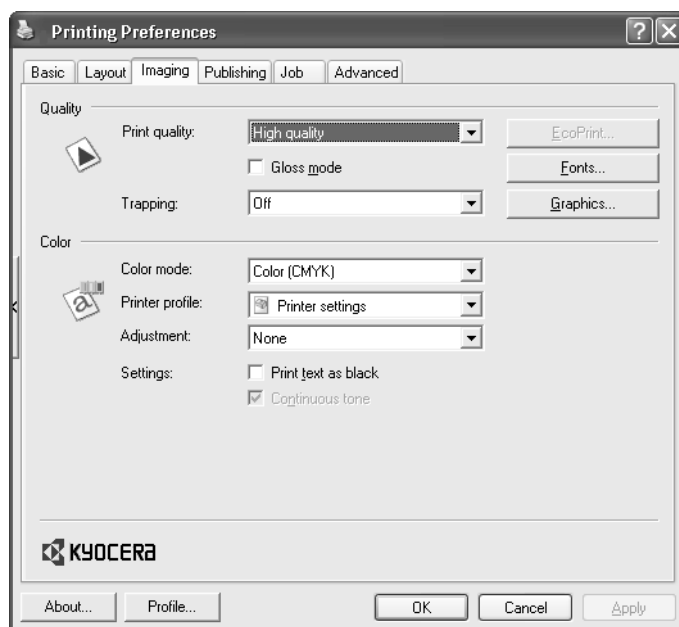 Printing Preferences
Basic Layout Imaging Publishing Job Advanced
Quality
Print quality: High quality EcoPrint...
Gloss mode Fonts...
Trapping: Off Graphics...
Color
Color mode: Color (CMYK)
Printer profile: Printer settings
Adjustment: None
Settings: Print text as black
Continuous tone
KYOCERA
About... Profile... OK Cancel Apply